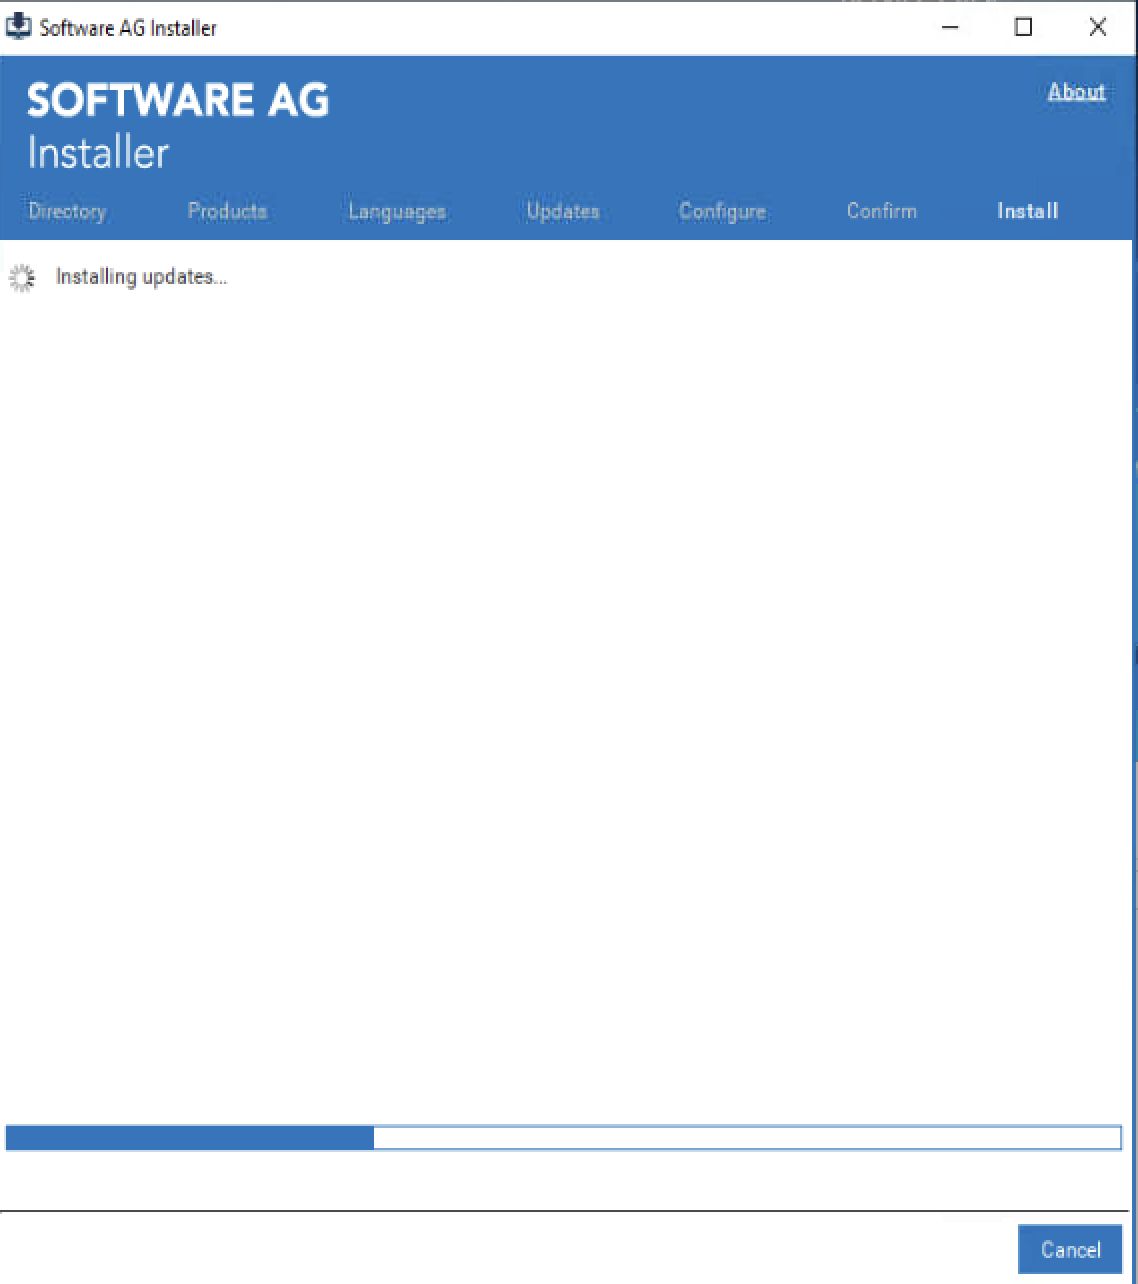 Software AG Installer
SOFTWARE AG
About
Installer
Directory Products Languages Updates Configure Confirm Install
Installing updates...
Cancel